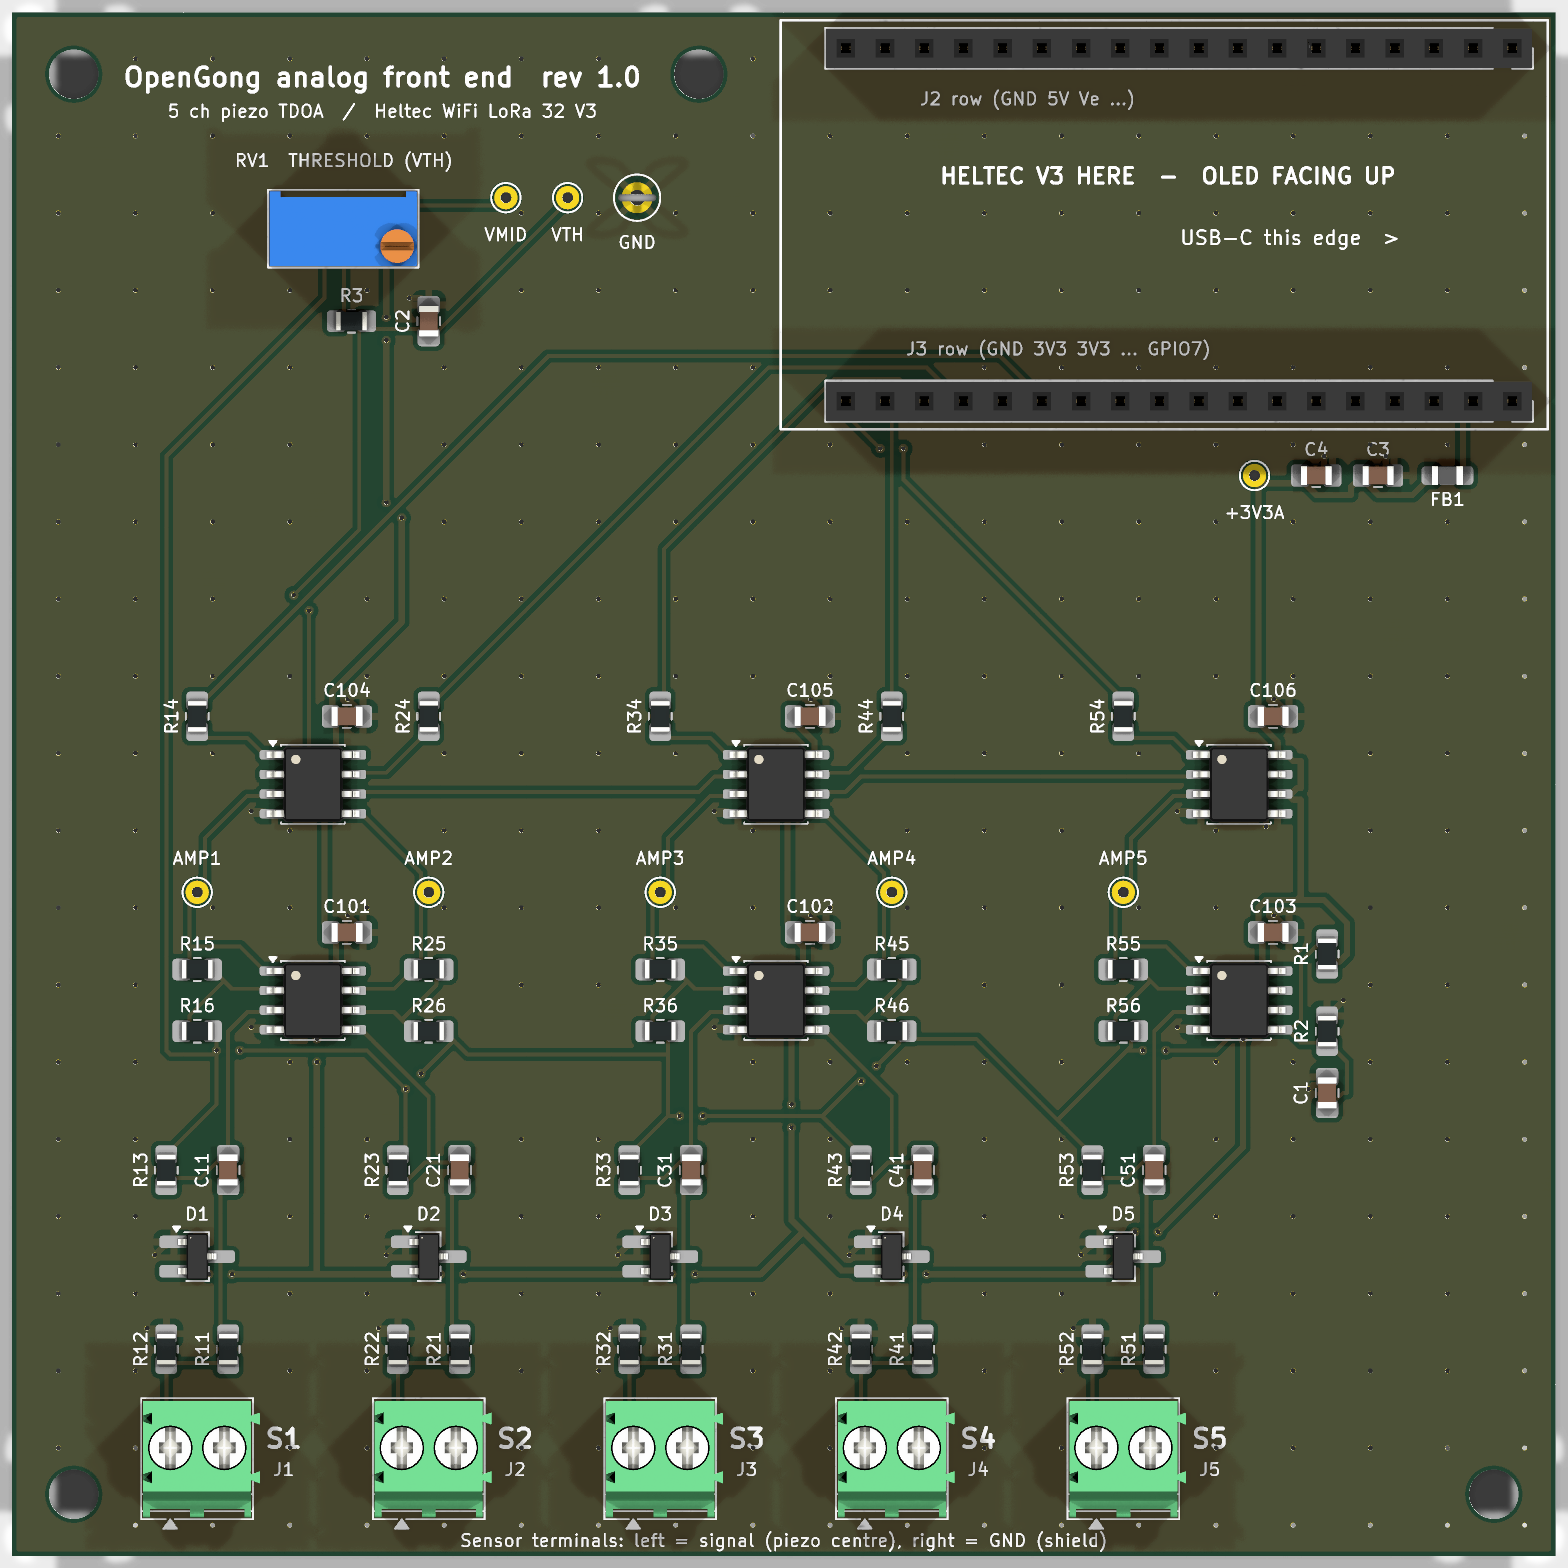 OpenGong analog front end rev 1.0
5 ch piezo TDOA / Heltec WiFi LoRa 32 V3
J2 row (GND 5V Ve ...)
RV1 THRESHOLD (VTH)
HELTEC V3 HERE — OLED FACING UP
VMID VTH GND
USB-C this edge >
R3
C2
J3 row (GND 3V3 3V3 ... GPIO7)
C4 C3
+3V3A
FB1
R14 C104 R24 R34 C105 R44 R54 C106
AMP1 AMP2 AMP3 AMP4 AMP5
C101 C102 C103
R15 R25 R35 R45 R55 R1
R16 R26 R36 R46 R56 R2
C1
R13 C11 R23 C21 R33 C31 R43 C41 R53 C51
D1 D2 D3 D4 D5
R12 R11 R22 R21 R32 R31 R42 R41 R52 R51
S1 S2 S3 S4 S5
J1 J2 J3 J4 J5
Sensor terminals: left = signal (piezo centre), right = GND (shield)